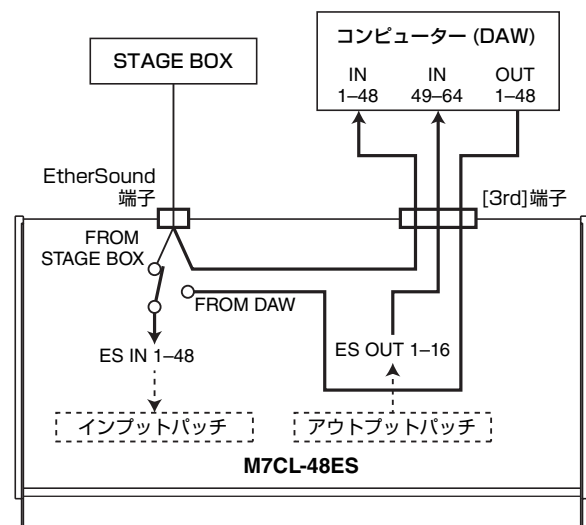 STAGE BOX
コンピューター (DAW)
IN
1–48
IN
49–64
OUT
1–48
EtherSound
端子
[3rd]端子
FROM
STAGE BOX
FROM DAW
ES IN 1–48
ES OUT 1–16
インプットパッチ
アウトプットパッチ
M7CL-48ES